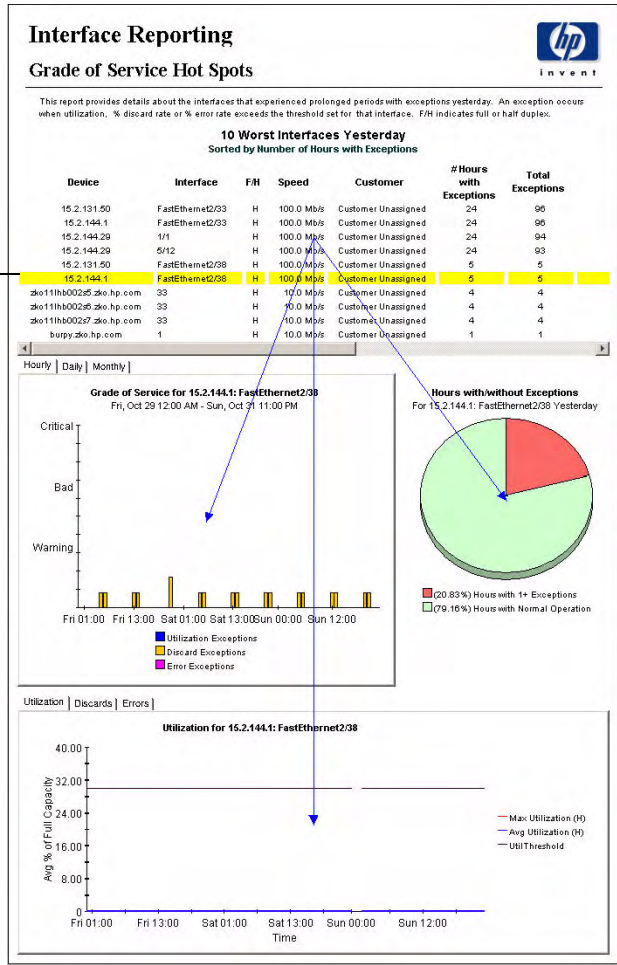 Interface Reporting
Grade of Service Hot Spots
hp
invent
This report provides details about the interfaces that experienced prolonged periods with exceptions yesterday. An exception occurs
when utilization, % discard rate or % error rate exceeds the threshold set for that interface. F/H indicates full or half duplex.
10 Worst Interfaces Yesterday
Sorted by Number of Hours with Exceptions
Device Interface F/H Speed Customer # Hours with Exceptions Total Exceptions
15.2.131.50 FastEthernet2/33 H 100.0 Mb/s Customer Unassigned 24 96
15.2.144.1 FastEthernet2/33 H 100.0 Mb/s Customer Unassigned 24 96
15.2.144.29 1/1 H 100.0 Mb/s Customer Unassigned 24 94
15.2.144.29 5/12 H 100.0 Mb/s Customer Unassigned 24 93
15.2.131.50 FastEthernet2/38 H 100.0 Mb/s Customer Unassigned 5 5
15.2.144.1 FastEthernet2/38 H 100.0 Mb/s Customer Unassigned 5 5
zko11lhb002s5.zko.hp.com 33 H 10.0 Mb/s Customer Unassigned 4 4
zko11lhb002s6.zko.hp.com 33 H 10.0 Mb/s Customer Unassigned 4 4
zko11lhb002s7.zko.hp.com 33 H 10.0 Mb/s Customer Unassigned 4 4
burpy.zko.hp.com 1 H 10.0 Mb/s Customer Unassigned 1 1
Hourly | Daily | Monthly |
Grade of Service for 15.2.144.1: FastEthernet2/38
Fri, Oct 29 12:00 AM - Sun, Oct 31 11:00 PM
Critical
Bad
Warning
Fri 01:00 Fri 13:00 Sat 01:00 Sat 13:00 Sun 00:00 Sun 12:00
Utilization Exceptions
Discard Exceptions
Error Exceptions
Hours with/without Exceptions
For 15.2.144.1: FastEthernet2/38 Yesterday
(20.83%) Hours with 1+ Exceptions
(79.16%) Hours with Normal Operation
Utilization | Discards | Errors |
Utilization for 15.2.144.1: FastEthernet2/38
Avg % of Full Capacity
40.00
32.00
24.00
16.00
8.00
0
Fri 01:00 Fri 13:00 Sat 01:00 Sat 13:00 Sun 00:00 Sun 12:00
Time
Max Utilization (H)
Avg Utilization (H)
UtilThreshold